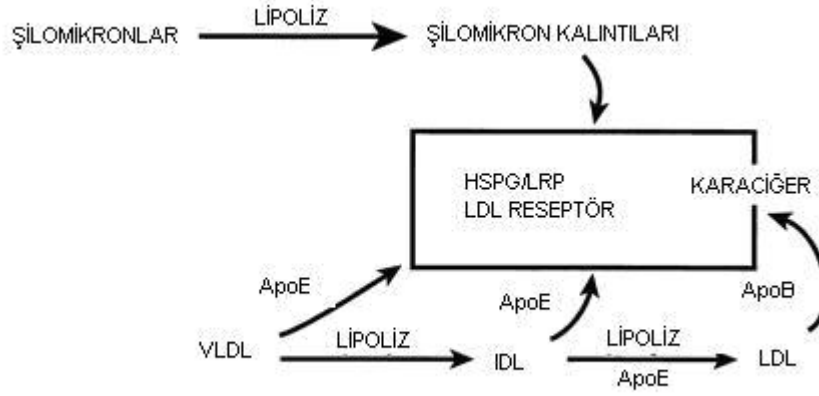 LİPOLİZ
ŞİLOMİKRONLAR
ŞİLOMİKRON KALINTILARI
HSPG/LRP
LDL RESEPTÖR
KARACİĞER
ApoE
ApoE
ApoB
VLDL
LİPOLİZ
IDL
LİPOLİZ
ApoE
LDL